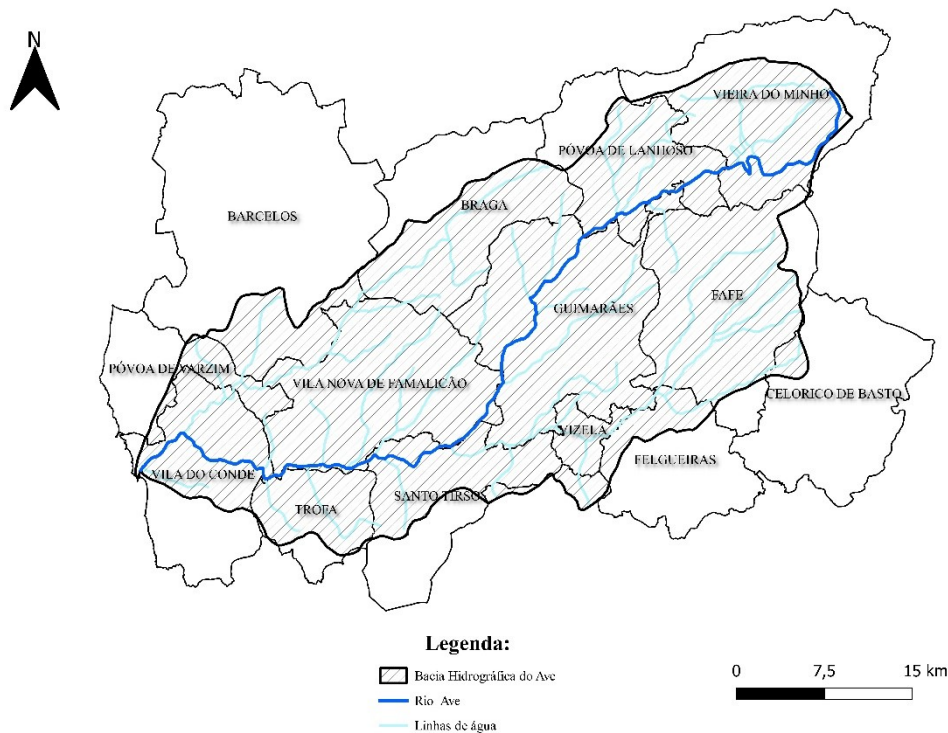 N
VIEIRA DO MINHO
PÓVOA DE LANHOSO
BRAGA
BARCELOS
GUIMARÃES
FAFE
PÓVOA DE VARZIM
VILA NOVA DE FAMALICÃO
CELORICO DE BASTO
VIZELA
FELGUEIRAS
VILA DO CONDE
SANTO TIRSO
TROFA
Legenda:
Bacia Hidrográfica do Ave
Rio Ave
Linhas de água
0 7,5 15 km